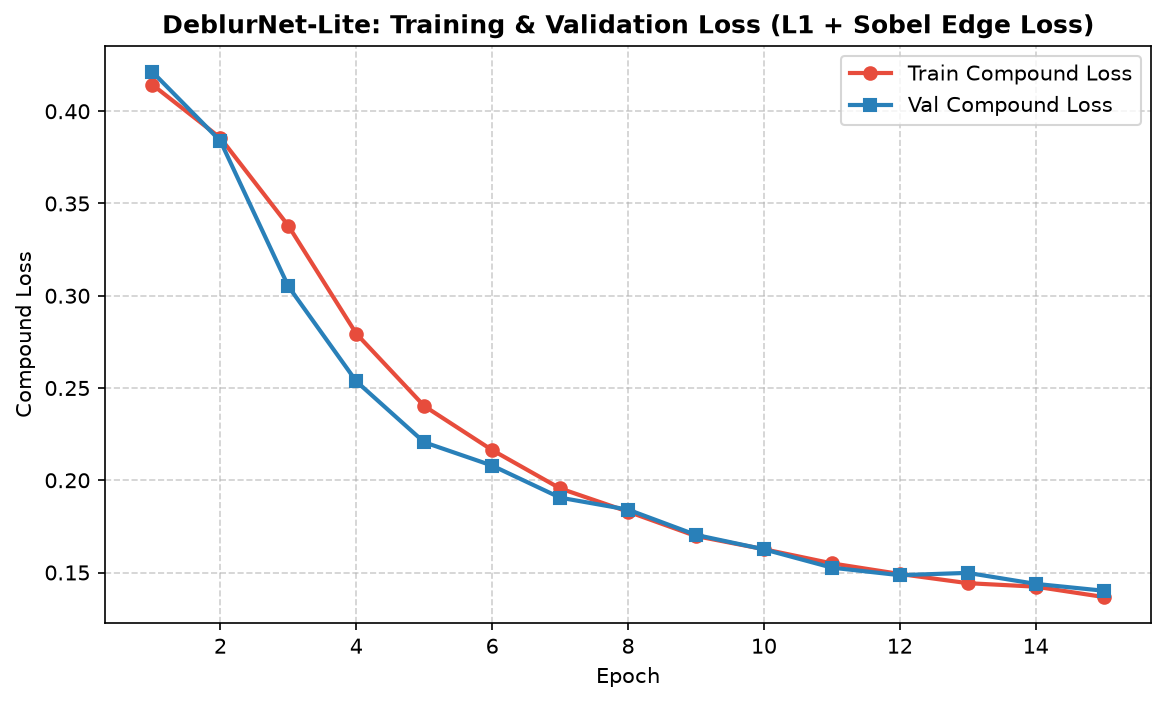 DeblurNet-Lite: Training & Validation Loss (L1 + Sobel Edge Loss)
Train Compound Loss
Val Compound Loss
Compound Loss
0.40
0.35
0.30
0.25
0.20
0.15
2 4 6 8 10 12 14
Epoch